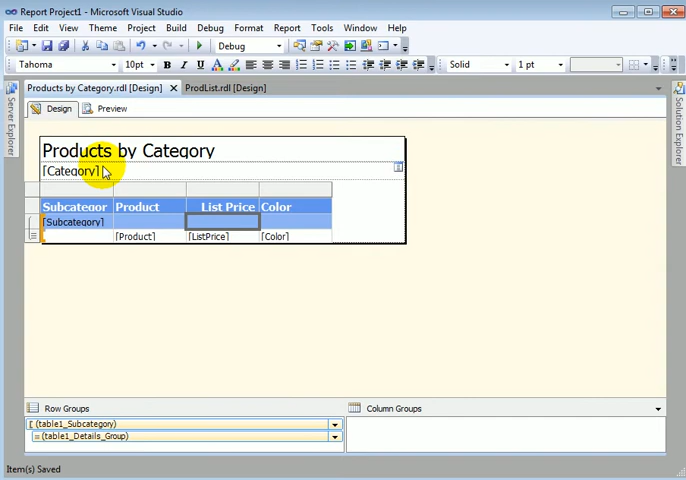 Report Project1 - Microsoft Visual Studio
File Edit View Theme Project Build Debug Format Report Tools Window Help
Debug
Tahoma 10pt B I U A Solid 1 pt
Products by Category.rdl [Design] ProdList.rdl [Design]
Server Explorer
Solution Explorer
Design Preview
Products by Category
[Category]
Subcategor Product List Price Color
[Subcategory]
[Product] [ListPrice] [Color]
Row Groups Column Groups
[ (table1_Subcategory)
≡ (table1_Details_Group)
Item(s) Saved